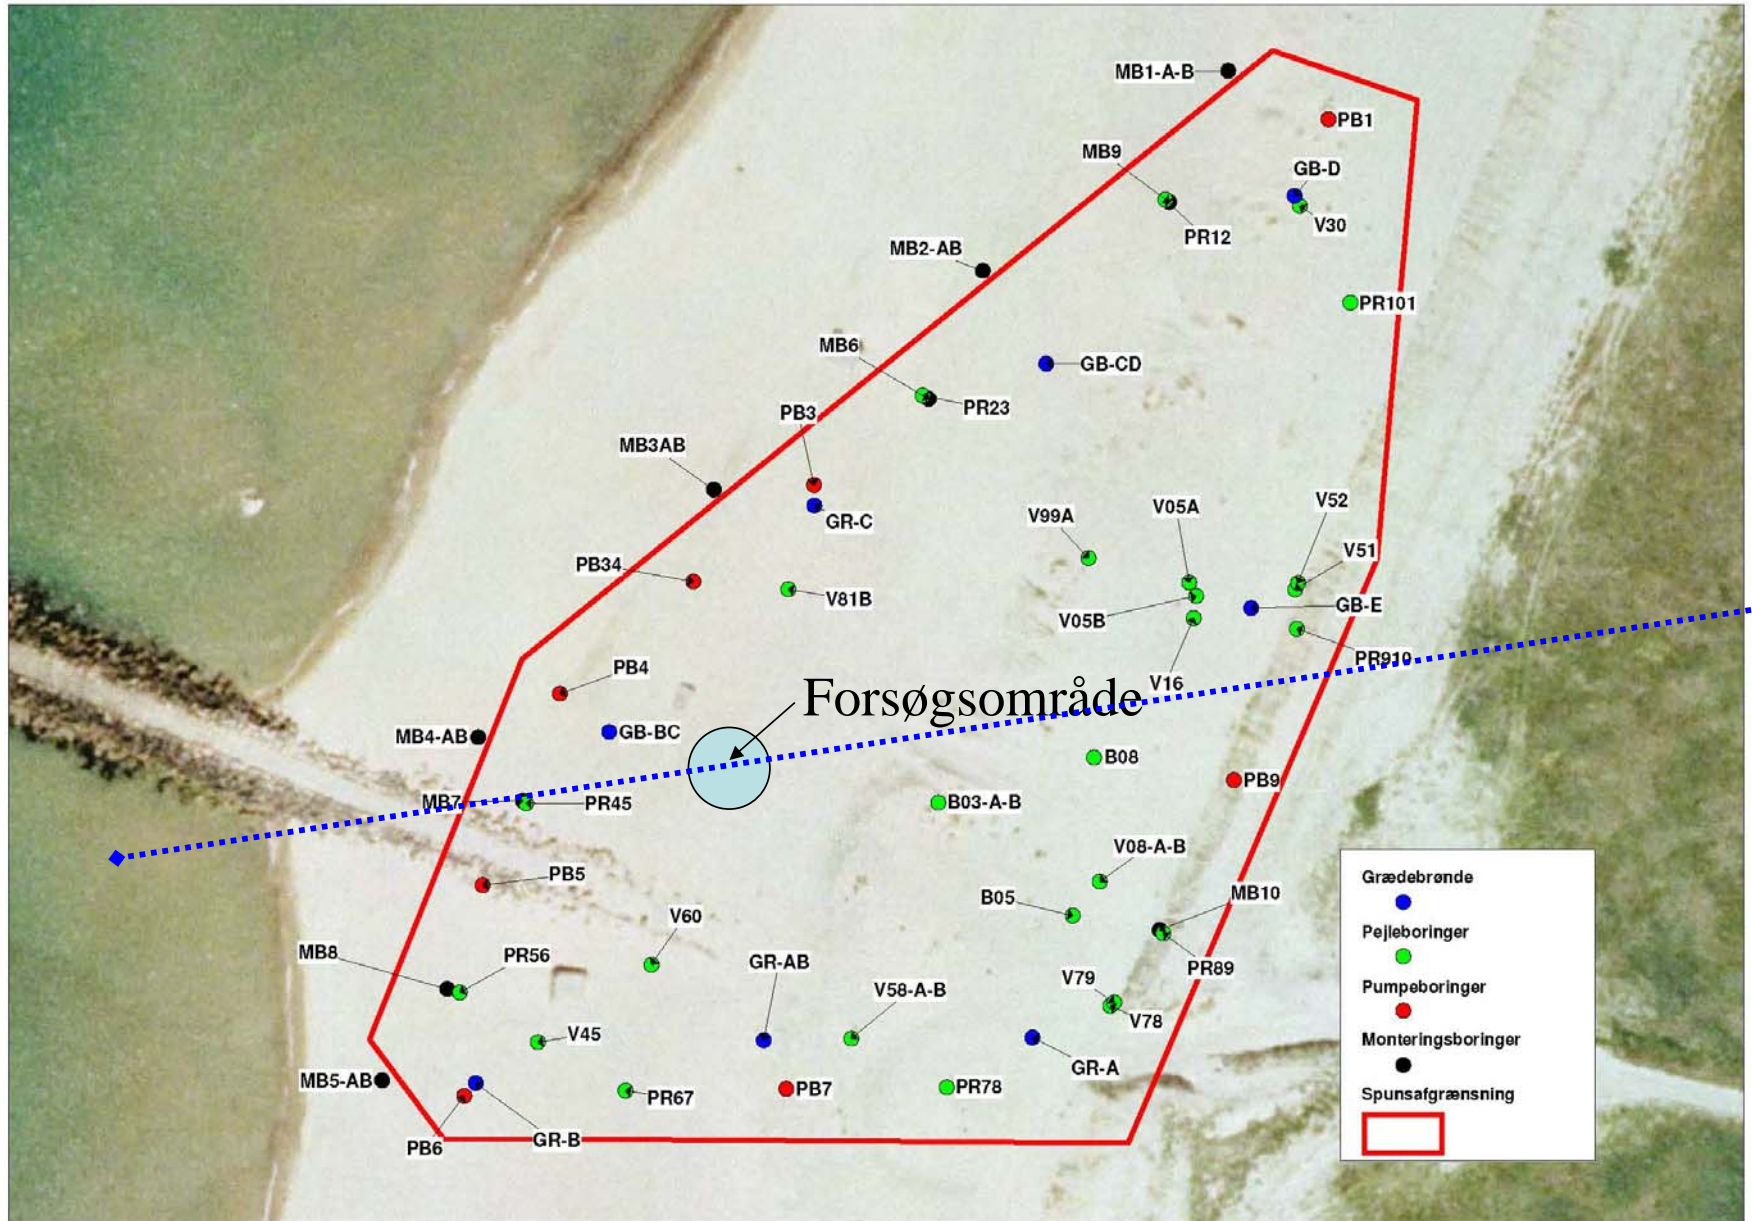 MB1-A-B
PB1
MB9
GB-D
V30
PR12
MB2-AB
PR101
MB6
GB-CD
PR23
PB3
MB3AB
GR-C
V99A
V05A
V52
V51
PB34
V81B
V05B
GB-E
PR910
V16
PB4
Forsøgsområde
GB-BC
MB4-AB
B08
PB9
MB7
PR45
B03-A-B
V08-A-B
PB5
B05
MB10
V60
MB8
PR56
GR-AB
V58-A-B
PR89
V79
V78
V45
GR-A
MB5-AB
PR67
PB7
PR78
PB6
GR-B
Grædebrønde
Pejleboringer
Pumpeboringer
Monteringsboringer
Spunsafgrænsning